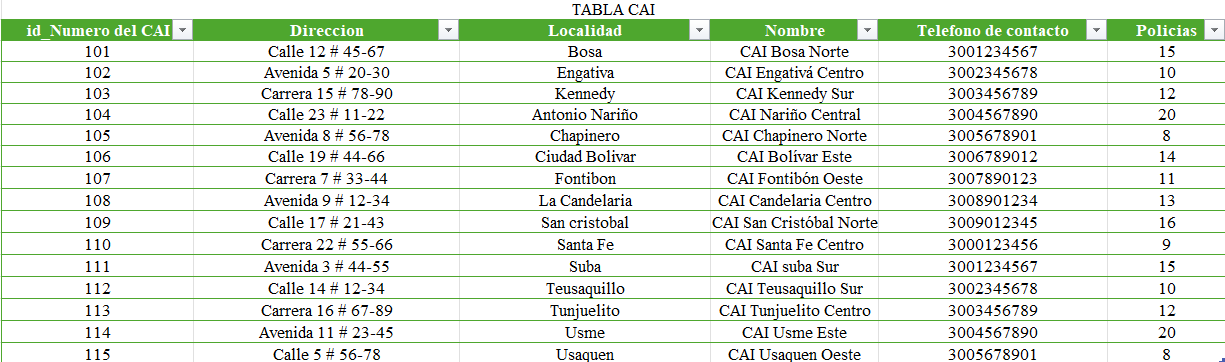 TABLA CAI
id_Numero del CAI Direccion Localidad Nombre Telefono de contacto Policias
101 Calle 12 # 45-67 Bosa CAI Bosa Norte 3001234567 15
102 Avenida 5 # 20-30 Engativa CAI Engativá Centro 3002345678 10
103 Carrera 15 # 78-90 Kennedy CAI Kennedy Sur 3003456789 12
104 Calle 23 # 11-22 Antonio Nariño CAI Nariño Central 3004567890 20
105 Avenida 8 # 56-78 Chapinero CAI Chapinero Norte 3005678901 8
106 Calle 19 # 44-66 Ciudad Bolivar CAI Bolívar Este 3006789012 14
107 Carrera 7 # 33-44 Fontibon CAI Fontibón Oeste 3007890123 11
108 Avenida 9 # 12-34 La Candelaria CAI Candelaria Centro 3008901234 13
109 Calle 17 # 21-43 San cristobal CAI San Cristóbal Norte 3009012345 16
110 Carrera 22 # 55-66 Santa Fe CAI Santa Fe Centro 3000123456 9
111 Avenida 3 # 44-55 Suba CAI suba Sur 3001234567 15
112 Calle 14 # 12-34 Teusaquillo CAI Teusaquillo Sur 3002345678 10
113 Carrera 16 # 67-89 Tunjuelito CAI Tunjuelito Centro 3003456789 12
114 Avenida 11 # 23-45 Usme CAI Usme Este 3004567890 20
115 Calle 5 # 56-78 Usaquen CAI Usaquen Oeste 3005678901 8